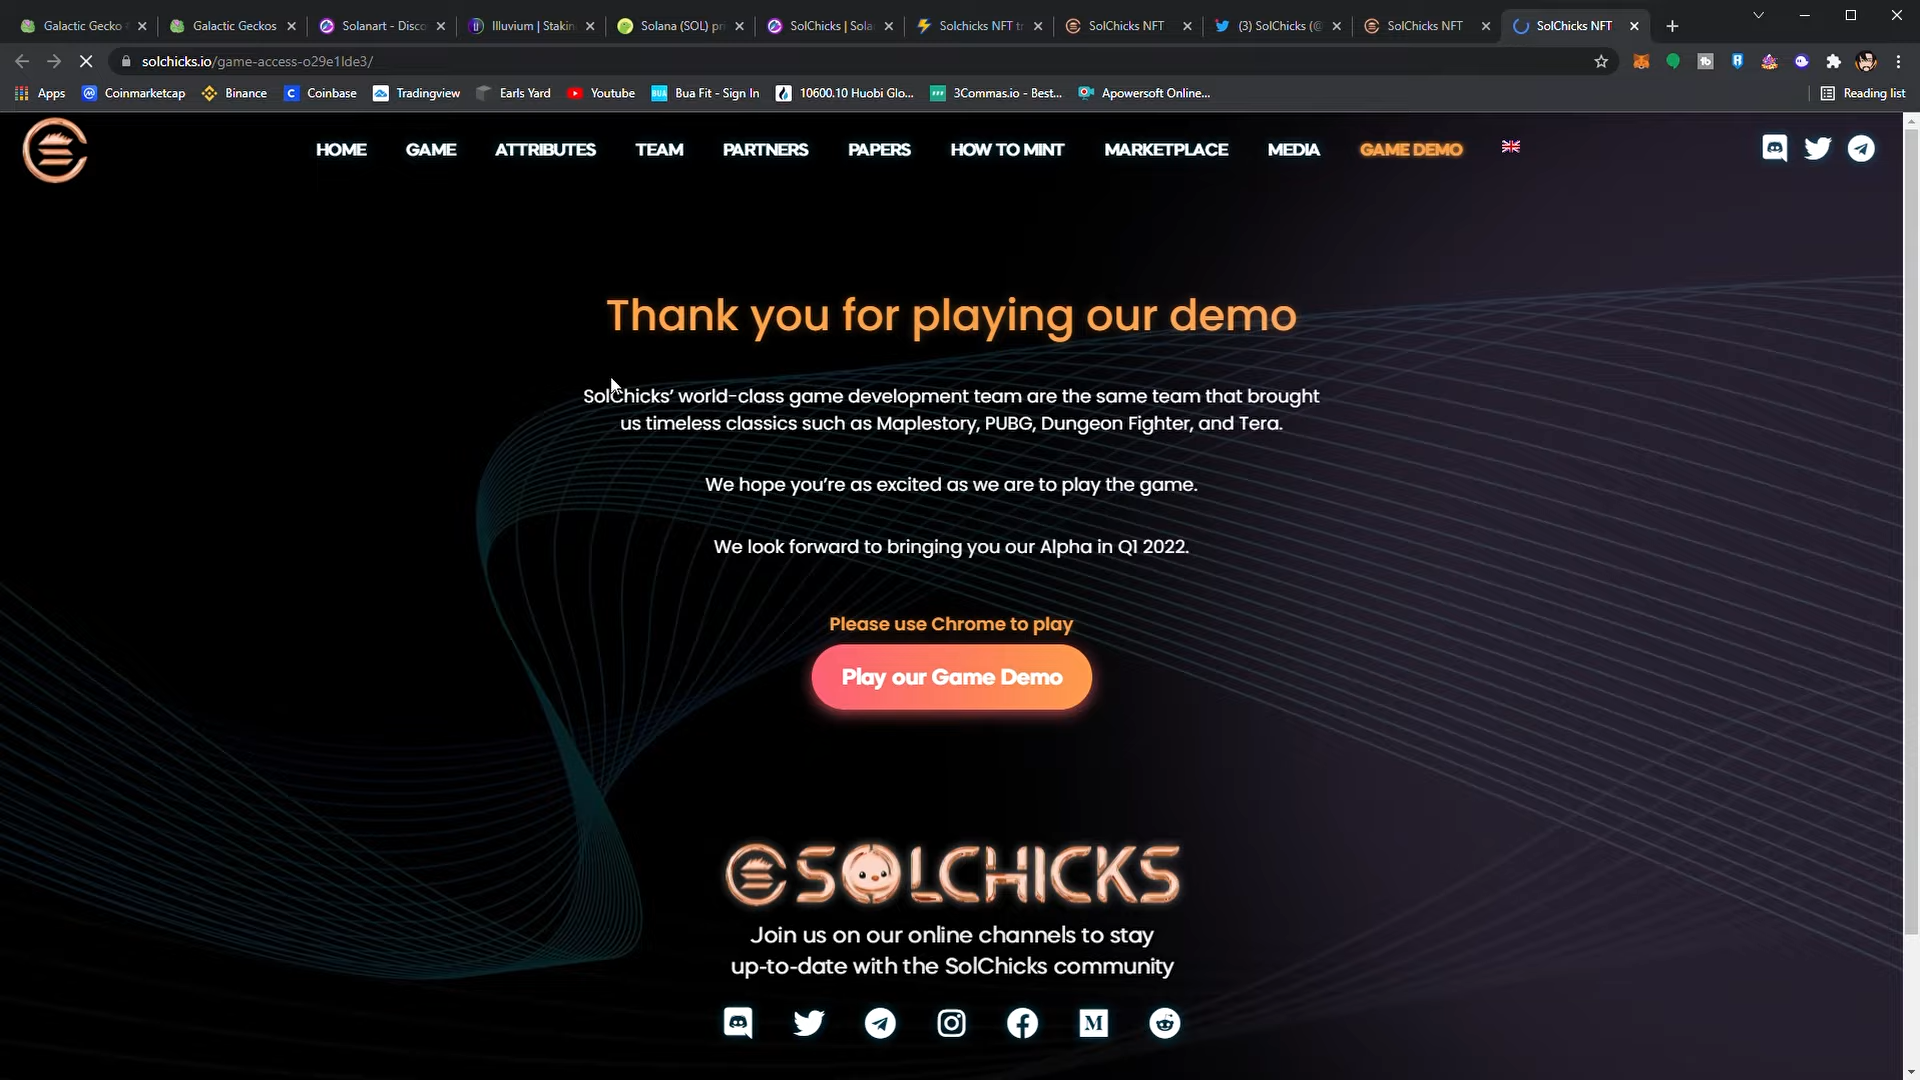 Galactic Gecko
Galactic Geckos
Solanart - Disco
Illuvium | Stakin
Solana (SOL) pri
SolChicks | Sola
Solchicks NFT t
SolChicks NFT
(3) SolChicks (@
SolChicks NFT
SolChicks NFT
solchicks.io/game-access-o29e1lde3/
Apps
Coinmarketcap
Binance
Coinbase
Tradingview
Earls Yard
Youtube
Bua Fit - Sign In
10600.10 Huobi Glo...
3Commas.io - Best...
Apowersoft Online...
Reading list
HOME
GAME
ATTRIBUTES
TEAM
PARTNERS
PAPERS
HOW TO MINT
MARKETPLACE
MEDIA
GAME DEMO
Thank you for playing our demo
SolChicks’ world-class game development team are the same team that brought
us timeless classics such as Maplestory, PUBG, Dungeon Fighter, and Tera.
We hope you’re as excited as we are to play the game.
We look forward to bringing you our Alpha in Q1 2022.
Please use Chrome to play
Play our Game Demo
SOLCHICKS
Join us on our online channels to stay
up-to-date with the SolChicks community